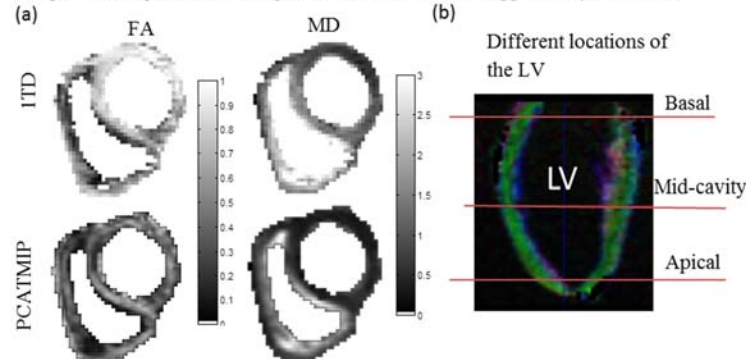 (a)
FA
MD
1TD
PCATMIP
1
0.9
0.8
0.7
0.6
0.5
0.4
0.3
0.2
0.1
3
2.5
2
1.5
1
0.5
0
(b)
Different locations of
the LV
Basal
LV
Mid-cavity
Apical